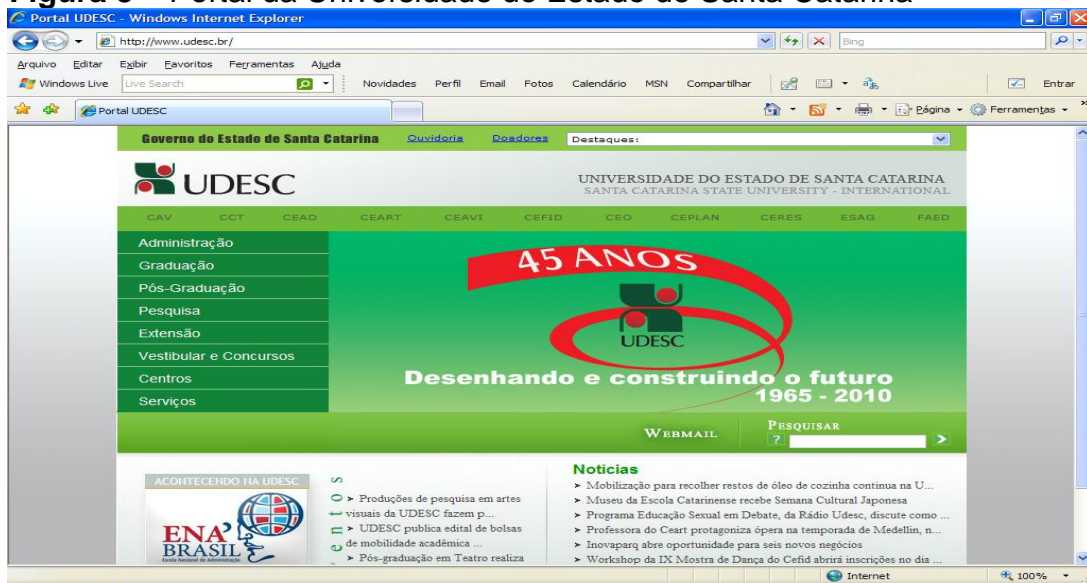 Portal da Universidade do Estado de Santa Catarina
Portal UDESC - Windows Internet Explorer
http://www.udesc.br/
Bing
Arquivo Editar Exibir Favoritos Ferramentas Ajuda
Windows Live Live Search Novidades Perfil Email Fotos Calendário MSN Compartilhar Entrar
Portal UDESC Página Ferramentas
Governo do Estado de Santa Catarina Ouvidoria Doadores Destaques:
UDESC
UNIVERSIDADE DO ESTADO DE SANTA CATARINA
SANTA CATARINA STATE UNIVERSITY - INTERNATIONAL
CAV CCT CEAD CEART CEAVI CEFID CEO CEPLAN CERES ESAG FAED
Administração
Graduação
Pós-Graduação
Pesquisa
Extensão
Vestibular e Concursos
Centros
Serviços
45 ANOS
UDESC
Desenhando e construindo o futuro
1965 - 2010
WEBMAIL
PESQUISAR
?
ACONTECENDO NA UDESC
ENA
BRASIL
Escola Nacional de Administração
➢ Produções de pesquisa em artes
visuais da UDESC fazem p...
➢ UDESC publica edital de bolsas
de mobilidade acadêmica ...
➢ Pós-graduação em Teatro realiza
Noticias
➢ Mobilização para recolher restos de óleo de cozinha continua na U...
➢ Museu da Escola Catarinense recebe Semana Cultural Japonesa
➢ Programa Educação Sexual em Debate, da Rádio Udesc, discute como ...
➢ Professora do Ceart protagoniza ópera na temporada de Medellin, n...
➢ Inovaparq abre oportunidade para seis novos negócios
➢ Workshop da IX Mostra de Dança do Cefid abrirá inscrições no dia ...
Internet 100%